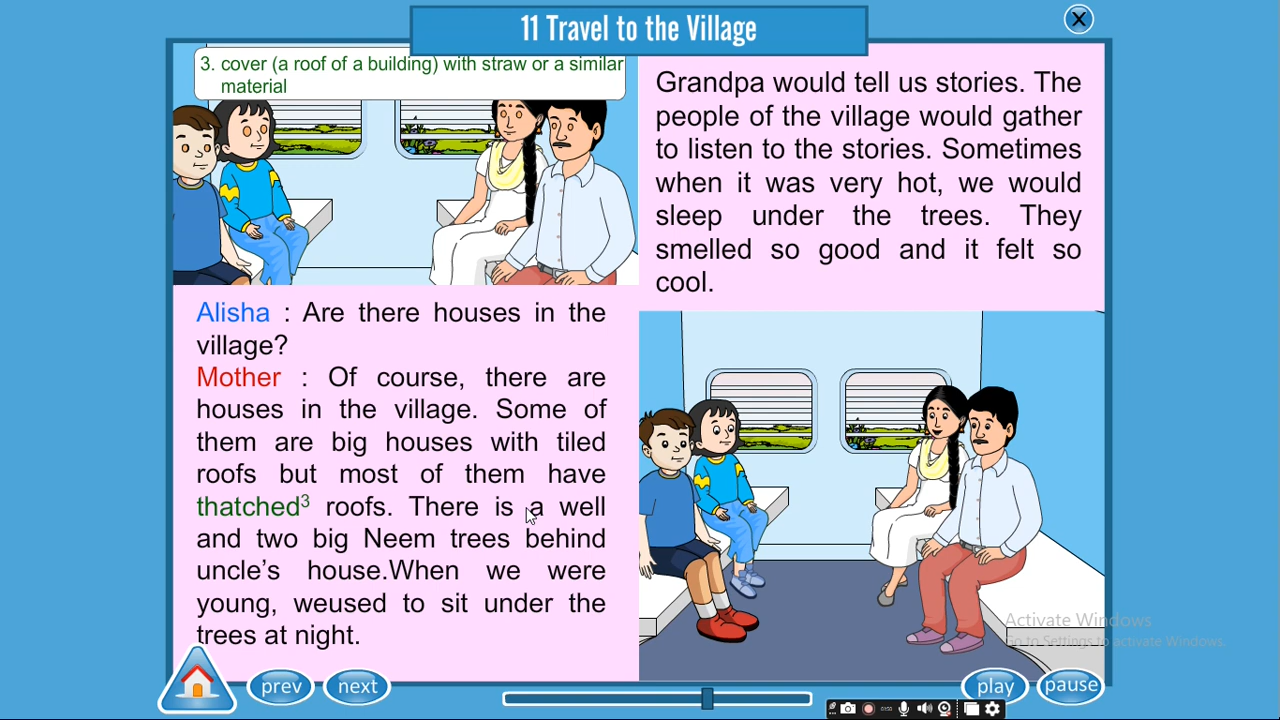 11 Travel to the Village
X
3. cover (a roof of a building) with straw or a similar
material
Alisha : Are there houses in the
village?
Mother : Of course, there are
houses in the village. Some of
them are big houses with tiled
roofs but most of them have
thatched3 roofs. There is a well
and two big Neem trees behind
uncle's house.When we were
young, weused to sit under the
trees at night.
Grandpa would tell us stories. The
people of the village would gather
to listen to the stories. Sometimes
when it was very hot, we would
sleep under the trees. They
smelled so good and it felt so
cool.
Activate Windows
Go to Settings to activate Windows.
prev
next
play
pause